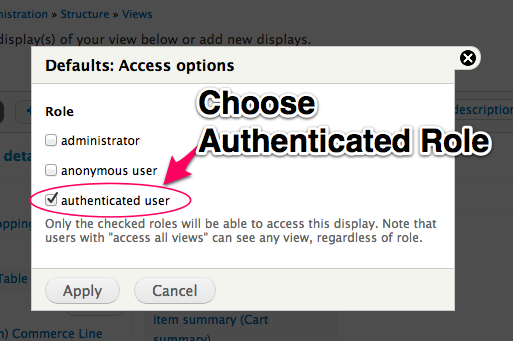 nistration » Structure » Views
display(s) of your view below or add new displays.
Defaults: Access options
Choose
Authenticated Role
Role
administrator
anonymous user
authenticated user
Only the checked roles will be able to access this display. Note that
users with "access all views" can see any view, regardless of role.
Apply
Cancel
description
deta
opping
Table
item summary (Cart
n) Commerce Line
summary)